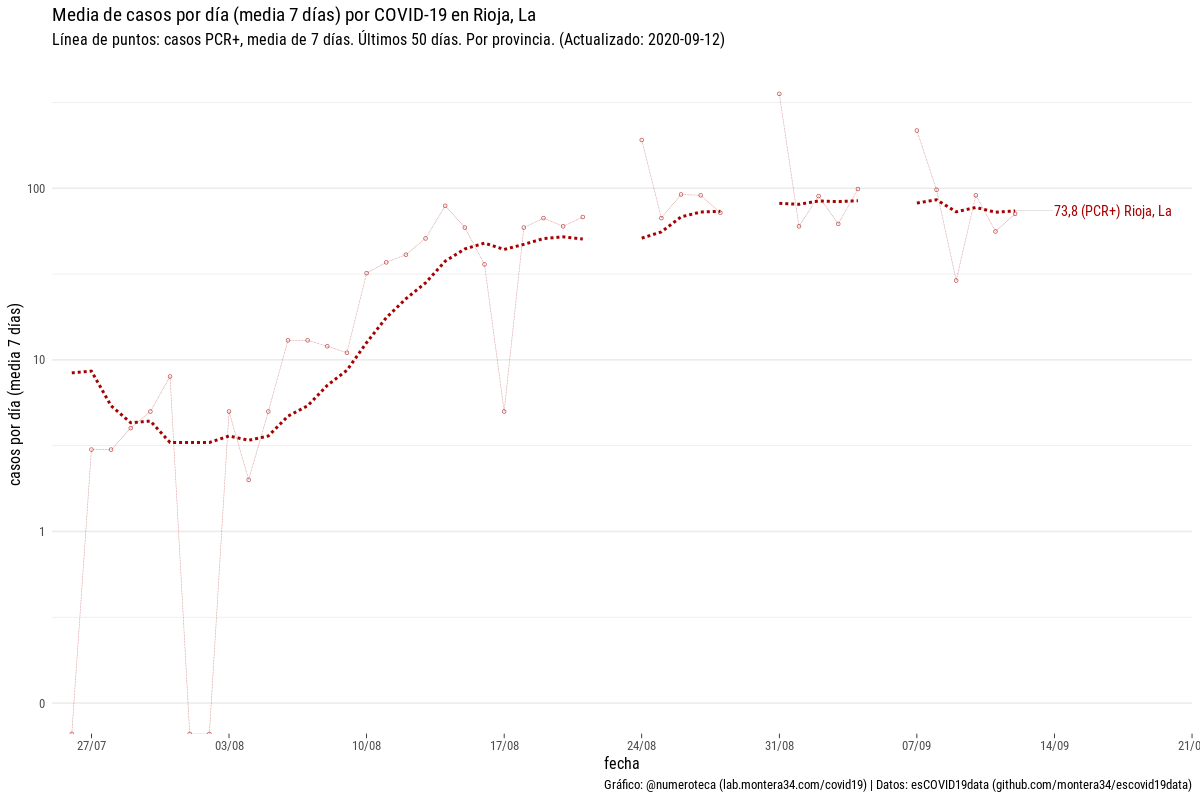 Media de casos por día (media 7 días) por COVID-19 en Rioja, La
Línea de puntos: casos PCR+, media de 7 días. Últimos 50 días. Por provincia. (Actualizado: 2020-09-12)
casos por día (media 7 días)
100
10
1
0
73,8 (PCR+) Rioja, La
27/07 03/08 10/08 17/08 24/08 31/08 07/09 14/09 21/0
fecha
Gráfico: @numeroteca (lab.montera34.com/covid19) | Datos: esCOVID19data (github.com/montera34/escovid19data)